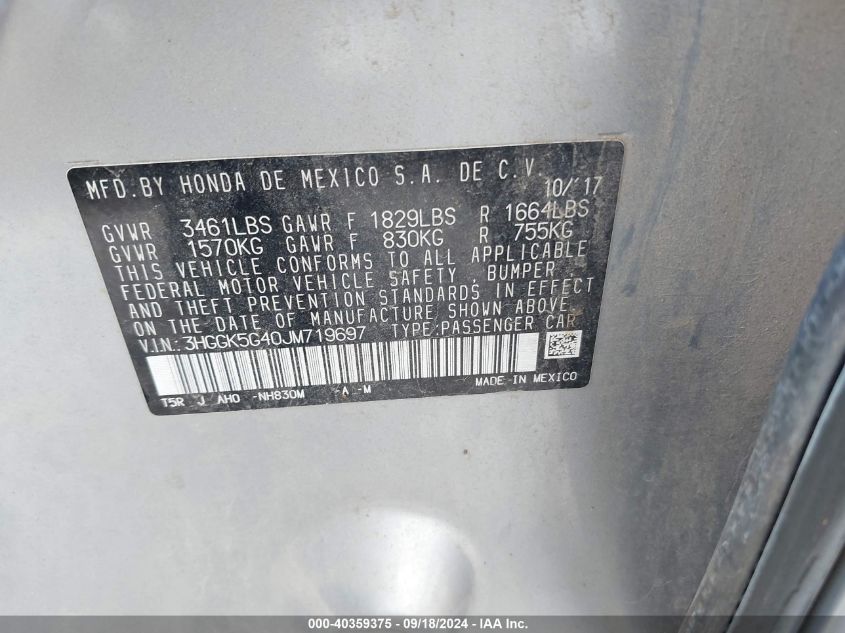 MFD.BY HONDA DE MEXICO S.A. DE C.V.
10/'17
GVWR 3461LBS GAWR F 1829LBS R 1664LBS
GVWR 1570KG GAWR F 830KG R 755KG
THIS VEHICLE CONFORMS TO ALL APPLICABLE
FEDERAL MOTOR VEHICLE SAFETY, BUMPER,
AND THEFT PREVENTION STANDARDS IN EFFECT
ON THE DATE OF MANUFACTURE SHOWN ABOVE
V.I.N.:3HGGK5G40JM719697 TYPE:PASSENGER CAR
T5R J AH0 -NH830M -A -M
MADE IN MEXICO
000-40359375 - 09/18/2024 - IAA Inc.